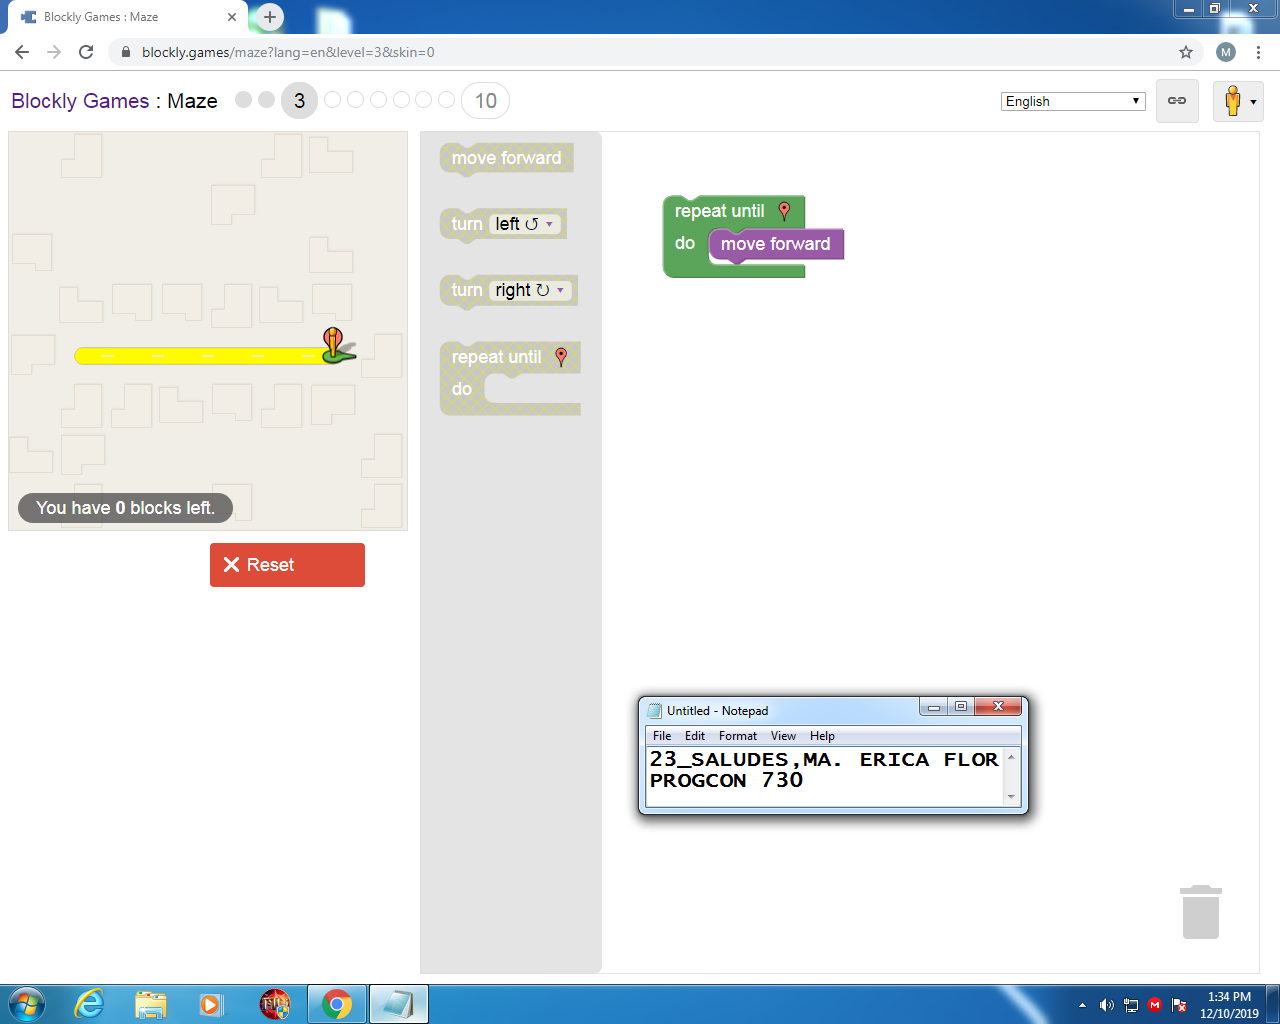 Blockly Games : Maze
blockly.games/maze?lang=en&level=3&skin=0
M
Blockly Games : Maze
3
10
English
move forward
turn left
turn right
repeat until
do
repeat until
do move forward
You have 0 blocks left.
Reset
Untitled - Notepad
File Edit Format View Help
23_SALUDES,MA. ERICA FLOR
PROGCON 730
1:34 PM
12/10/2019